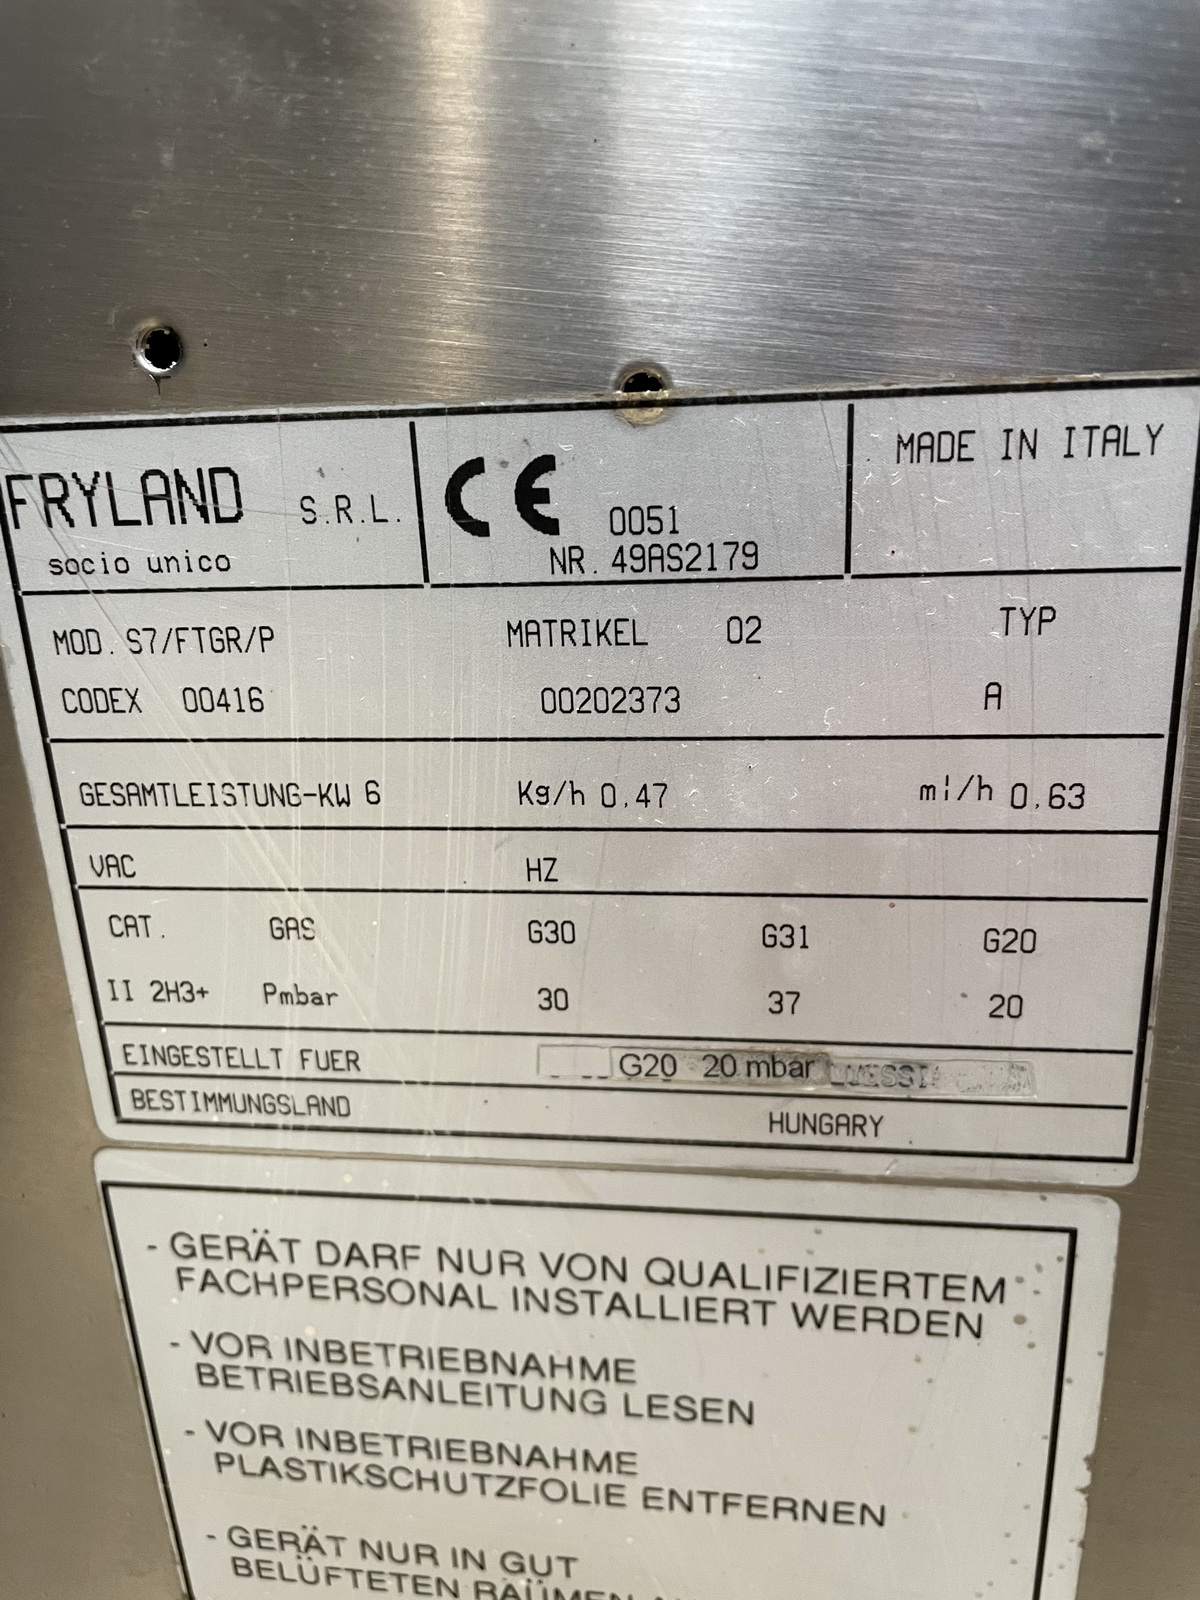 FRYLAND S.R.L.
socio unico
CE 0051
NR. 49AS2179
MADE IN ITALY
MOD. S7/FTGR/P MATRIKEL 02 TYP
CODEX 00416 00202373 A
GESAMTLEISTUNG-KW 6 Kg/h 0.47 m¦/h 0.63
VAC HZ
CAT. GAS G30 G31 G20
II 2H3+ Pmbar 30 37 20
EINGESTELLT FUER G20 20 mbar
BESTIMMUNGSLAND HUNGARY
- GERÄT DARF NUR VON QUALIFIZIERTEM
FACHPERSONAL INSTALLIERT WERDEN
- VOR INBETRIEBNAHME
BETRIEBSANLEITUNG LESEN
- VOR INBETRIEBNAHME
PLASTIKSCHUTZFOLIE ENTFERNEN
- GERÄT NUR IN GUT
BELÜFTETEN RÄUMEN